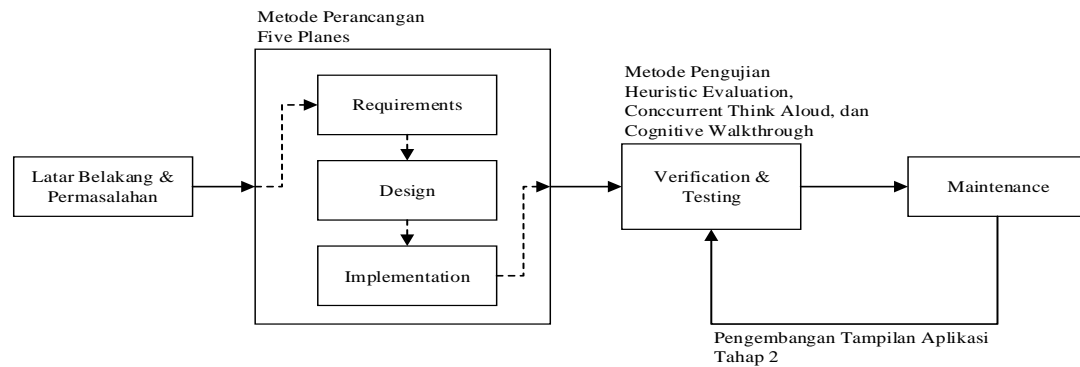 Metode Perancangan
Five Planes
Requirements
Design
Implementation
Latar Belakang &
Permasalahan
Metode Pengujian
Heuristic Evaluation,
Conccurrent Think Aloud, dan
Cognitive Walkthrough
Verification &
Testing
Maintenance
Pengembangan Tampilan Aplikasi
Tahap 2